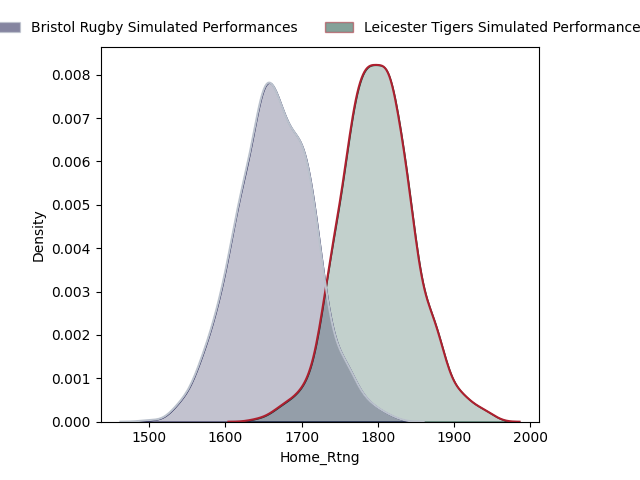 Bristol Rugby Simulated Performances Leicester Tigers Simulated Performance
0.008
0.007
0.006
0.005
0.004
0.003
0.002
0.001
0.000
Density
1500 1600 1700 1800 1900 2000
Home_Rtng